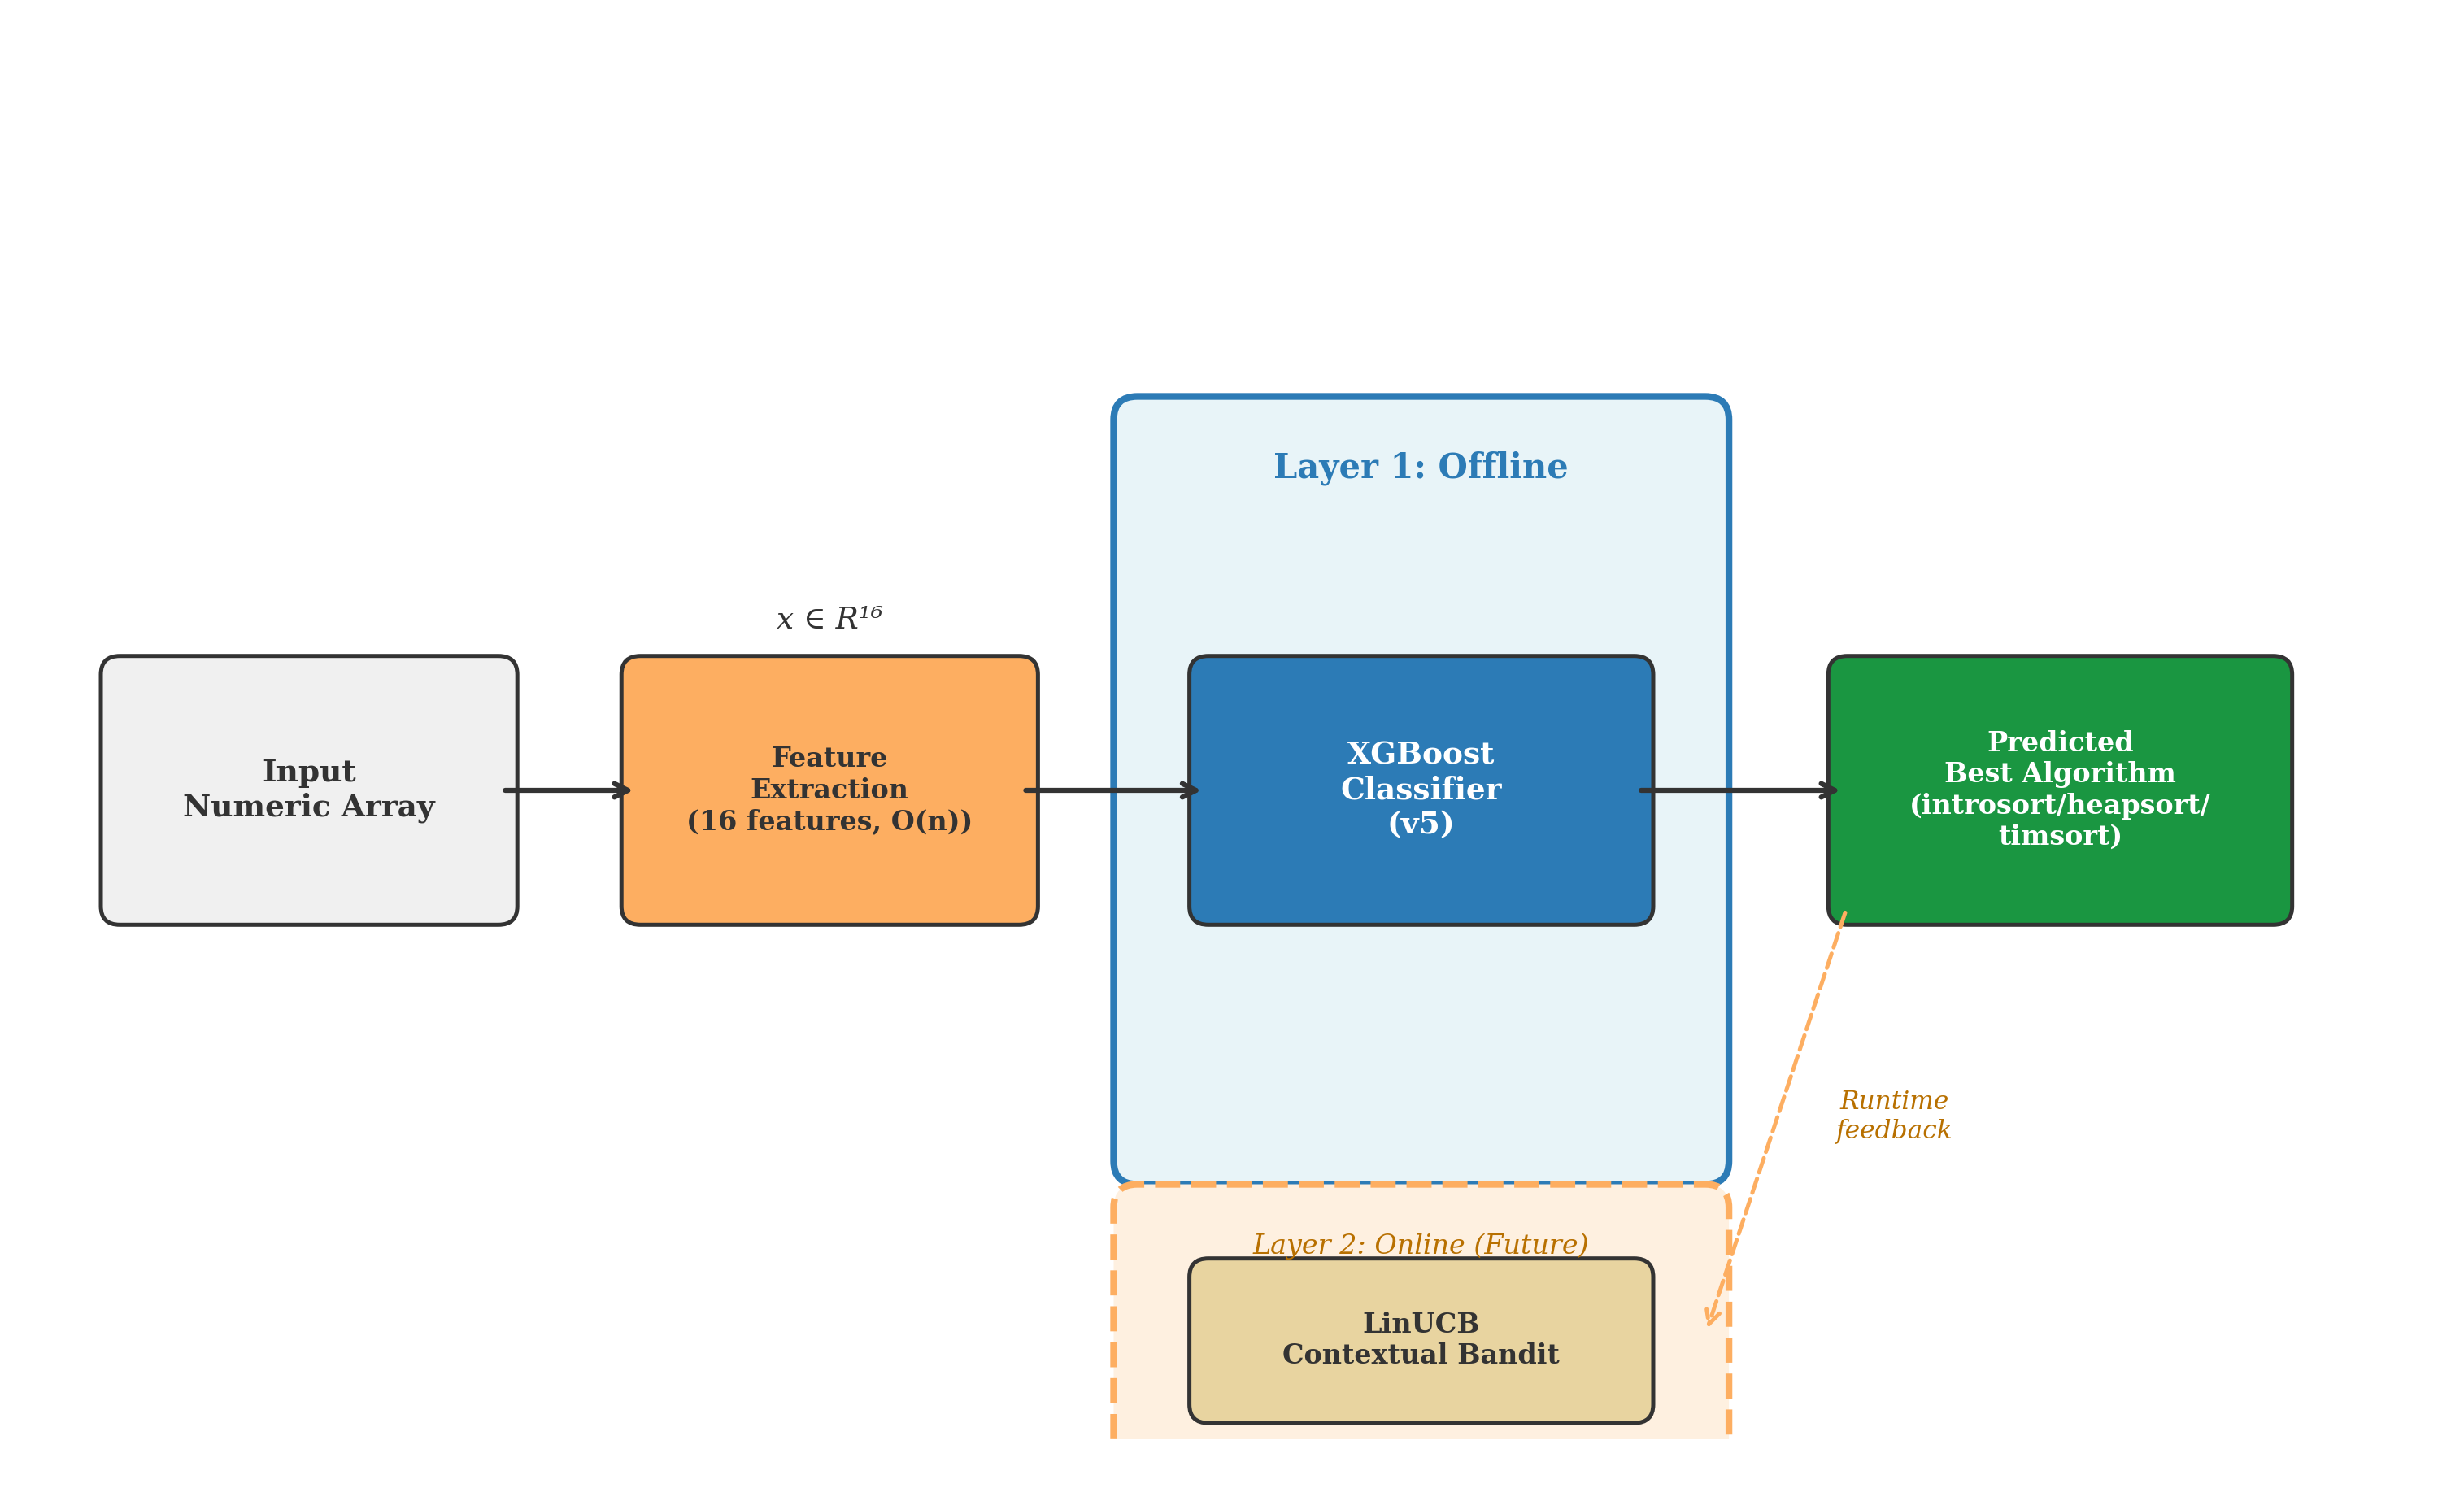 Layer 1: Offline
x ∈ R¹⁶
Input
Numeric Array
Feature
Extraction
(16 features, O(n))
XGBoost
Classifier
(v5)
Predicted
Best Algorithm
(introsort/heapsort/
timsort)
Runtime
feedback
Layer 2: Online (Future)
LinUCB
Contextual Bandit